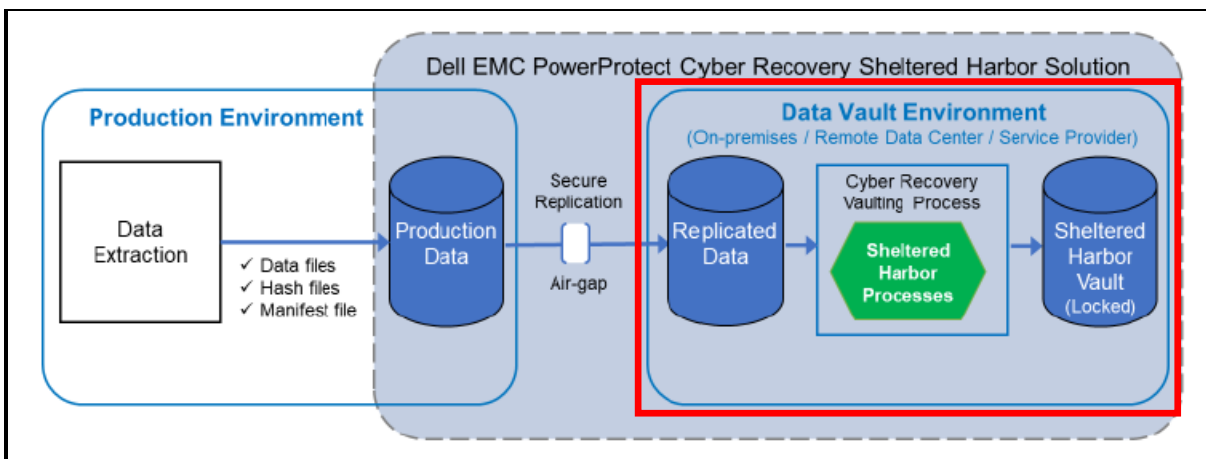 Dell EMC PowerProtect Cyber Recovery Sheltered Harbor Solution
Production Environment
Data
Extraction
✓ Data files
✓ Hash files
✓ Manifest file
Production
Data
Secure
Replication
Air-gap
Data Vault Environment
(On-premises / Remote Data Center / Service Provider)
Replicated
Data
Cyber Recovery
Vaulting Process
Sheltered
Harbor
Processes
Sheltered
Harbor
Vault
(Locked)